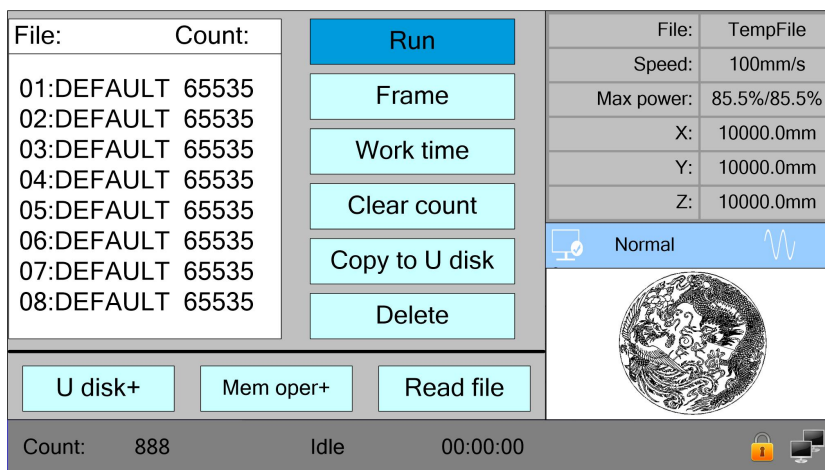 File: Count:
01:DEFAULT 65535
02:DEFAULT 65535
03:DEFAULT 65535
04:DEFAULT 65535
05:DEFAULT 65535
06:DEFAULT 65535
07:DEFAULT 65535
08:DEFAULT 65535
Run
Frame
Work time
Clear count
Copy to U disk
Delete
U disk+ Mem oper+ Read file
File: TempFile
Speed: 100mm/s
Max power: 85.5%/85.5%
X: 10000.0mm
Y: 10000.0mm
Z: 10000.0mm
Normal
Count: 888 Idle 00:00:00